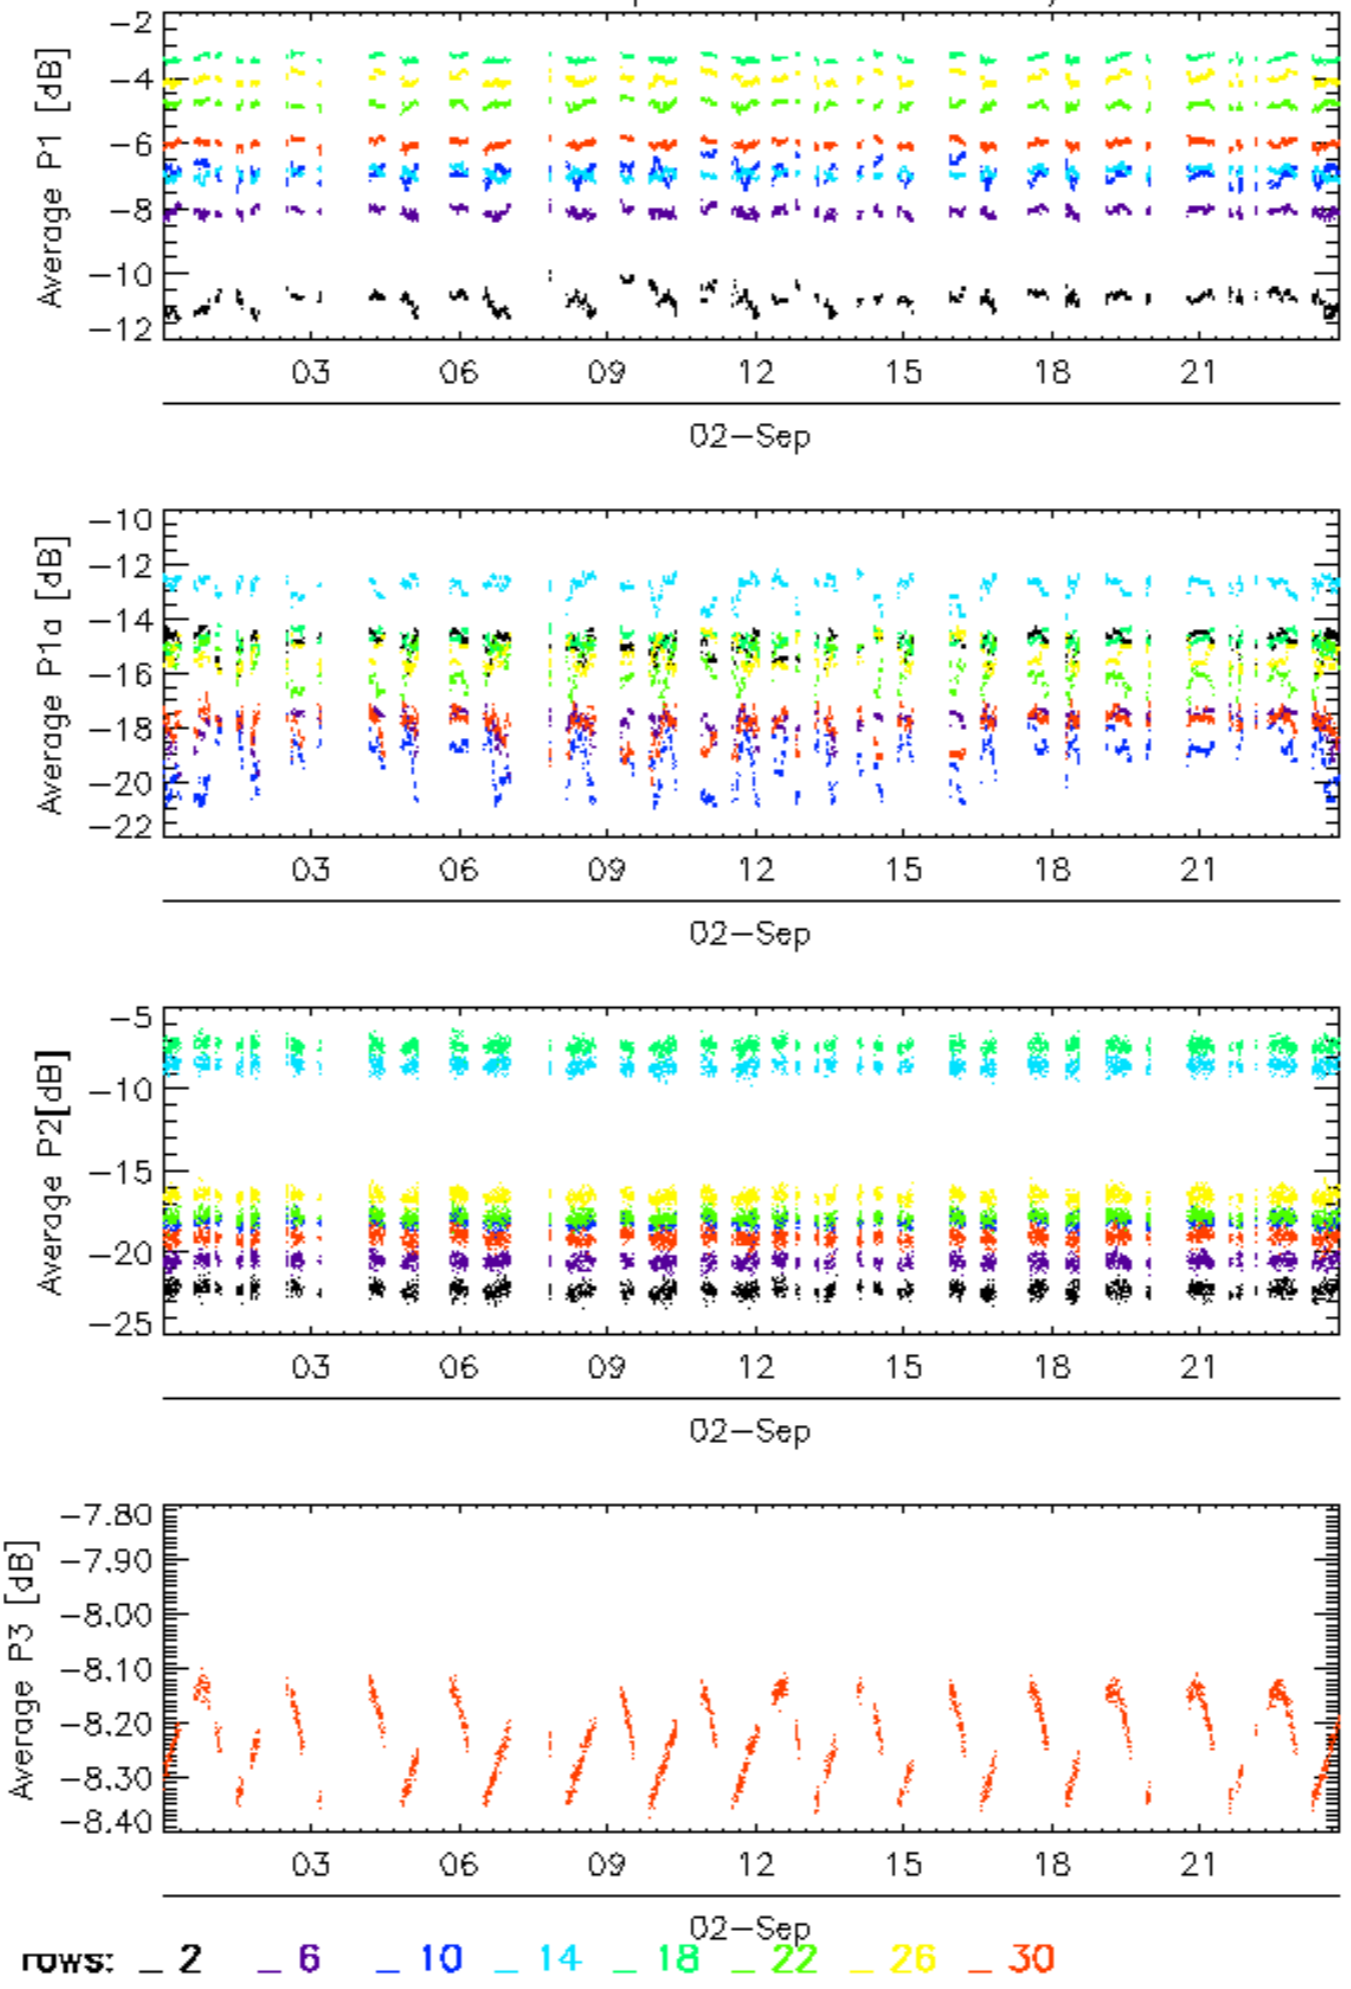 Average P1 [dB]
−2
−4
−6
−8
−10
−12
03 06 09 12 15 18 21
02−Sep
Average P1a [dB]
−10
−12
−14
−16
−18
−20
−22
03 06 09 12 15 18 21
02−Sep
Average P2[dB]
−5
−10
−15
−20
−25
03 06 09 12 15 18 21
02−Sep
Average P3 [dB]
−7.80
−7.90
−8.00
−8.10
−8.20
−8.30
−8.40
03 06 09 12 15 18 21
02−Sep
rows: _ 2 _ 6 _ 10 _ 14 _ 18 _ 22 _ 26 _ 30